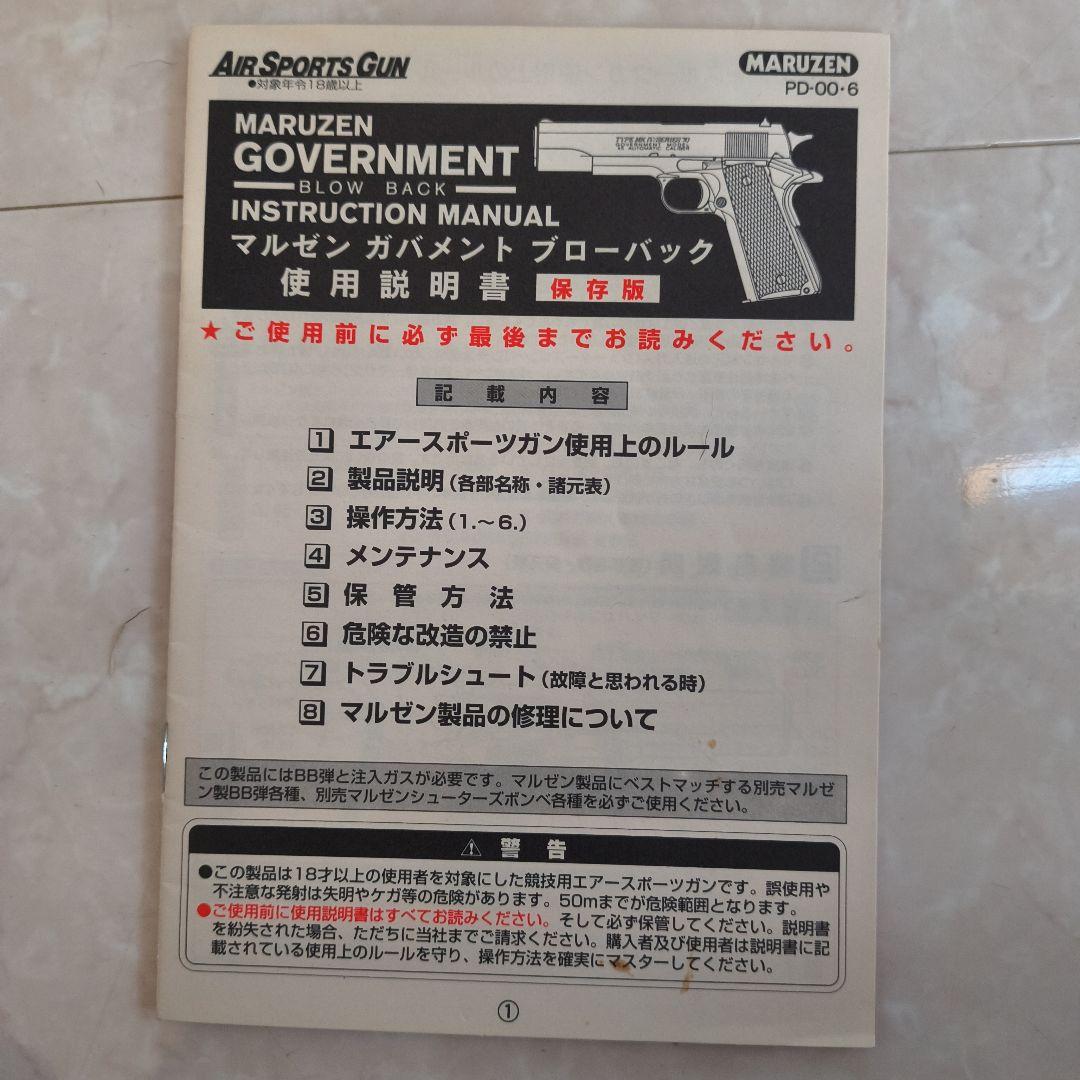 AIR SPORTS GUN
●対象年令18歳以上
MARUZEN
PD-00・6
MARUZEN
GOVERNMENT
BLOW BACK
INSTRUCTION MANUAL
マルゼン ガバメント ブローバック
使用説明書 保存版
TYPE MK IV/SERIES 70
GOVERNMENT MODEL
45 AUTOMATIC CALIBER
★ご使用前に必ず最後までお読みください。
記載内容
1 エアースポーツガン使用上のルール
2 製品説明(各部名称・諸元表)
3 操作方法(1.~6.)
4 メンテナンス
5 保管方法
6 危険な改造の禁止
7 トラブルシュート(故障と思われる時)
8 マルゼン製品の修理について
この製品にはBB弾と注入ガスが必要です。マルゼン製品にベストマッチする別売マルゼ
ン製BB弾各種、別売マルゼンシューターズボンベ各種を必ずご使用ください。
⚠ 警告
●この製品は18才以上の使用者を対象にした競技用エアースポーツガンです。誤使用や
不注意な発射は失明やケガ等の危険があります。50mまでが危険範囲となります。
●ご使用前に使用説明書はすべてお読みください。そして必ず保管してください。説明書
を紛失された場合、ただちに当社までご請求ください。購入者及び使用者は説明書に記
載されている使用上のルールを守り、操作方法を確実にマスターしてください。
①